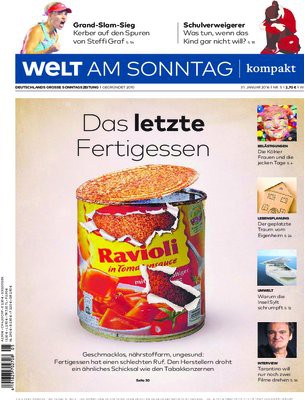 Grand-Slam-Sieg
Kerber auf den Spuren
von Steffi Graf
Schulverweigerer
Was tun, wenn das
Kind gar nicht will?
WELT AM SONNTAG kompakt
DEUTSCHLANDS GROSSE SONNTAGSZEITUNG GEGRÜNDET 2010
31. JANUAR 2016
Das letzte
Fertigessen
Ravioli
in Tomatensauce
BELÄSTIGUNGEN
Die Kölner
Frauen und die
jecken Tage
LEBENSPLANUNG
Der geplatzte
Traum vom
Eigenheim
UMWELT
Warum die
Insel Sylt
schrumpft
INTERVIEW
Tarantino will
nur noch zwei
Filme drehen
Geschmacklos, nährstoffarm, ungesund:
Fertigessen hat einen schlechten Ruf. Den Herstellern droht
ein ähnliches Schicksal wie den Tabakkonzernen
Seite 30